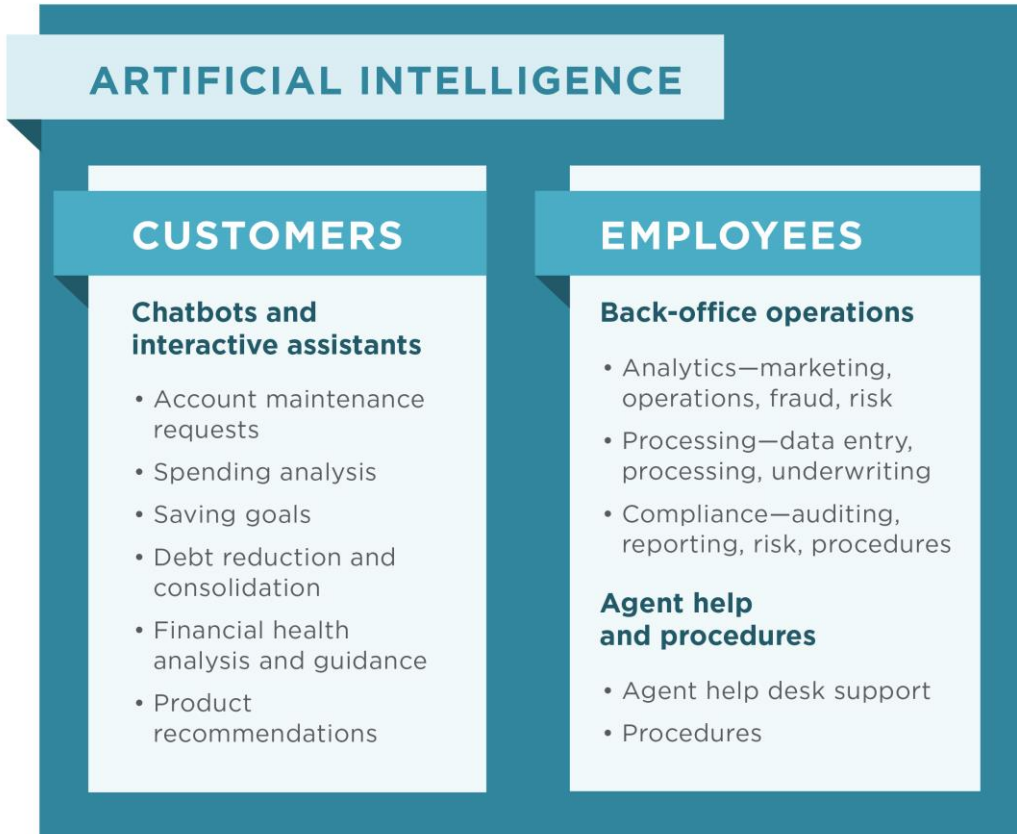 ARTIFICIAL INTELLIGENCE
CUSTOMERS
Chatbots and
interactive assistants
• Account maintenance
requests
• Spending analysis
• Saving goals
• Debt reduction and
consolidation
• Financial health
analysis and guidance
• Product
recommendations
EMPLOYEES
Back-office operations
• Analytics—marketing,
operations, fraud, risk
• Processing—data entry,
processing, underwriting
• Compliance—auditing,
reporting, risk, procedures
Agent help
and procedures
• Agent help desk support
• Procedures